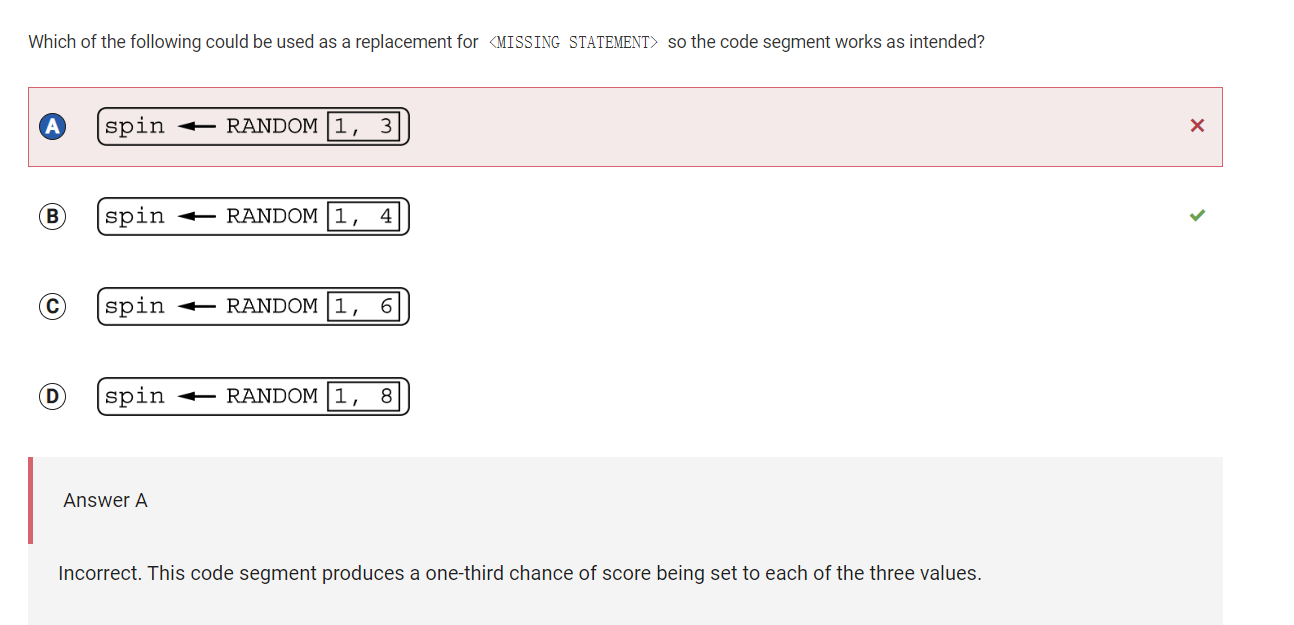 Which of the following could be used as a replacement for <MISSING STATEMENT> so the code segment works as intended?
A spin ← RANDOM 1, 3
B spin ← RANDOM 1, 4
C spin ← RANDOM 1, 6
D spin ← RANDOM 1, 8
Answer A
Incorrect. This code segment produces a one-third chance of score being set to each of the three values.